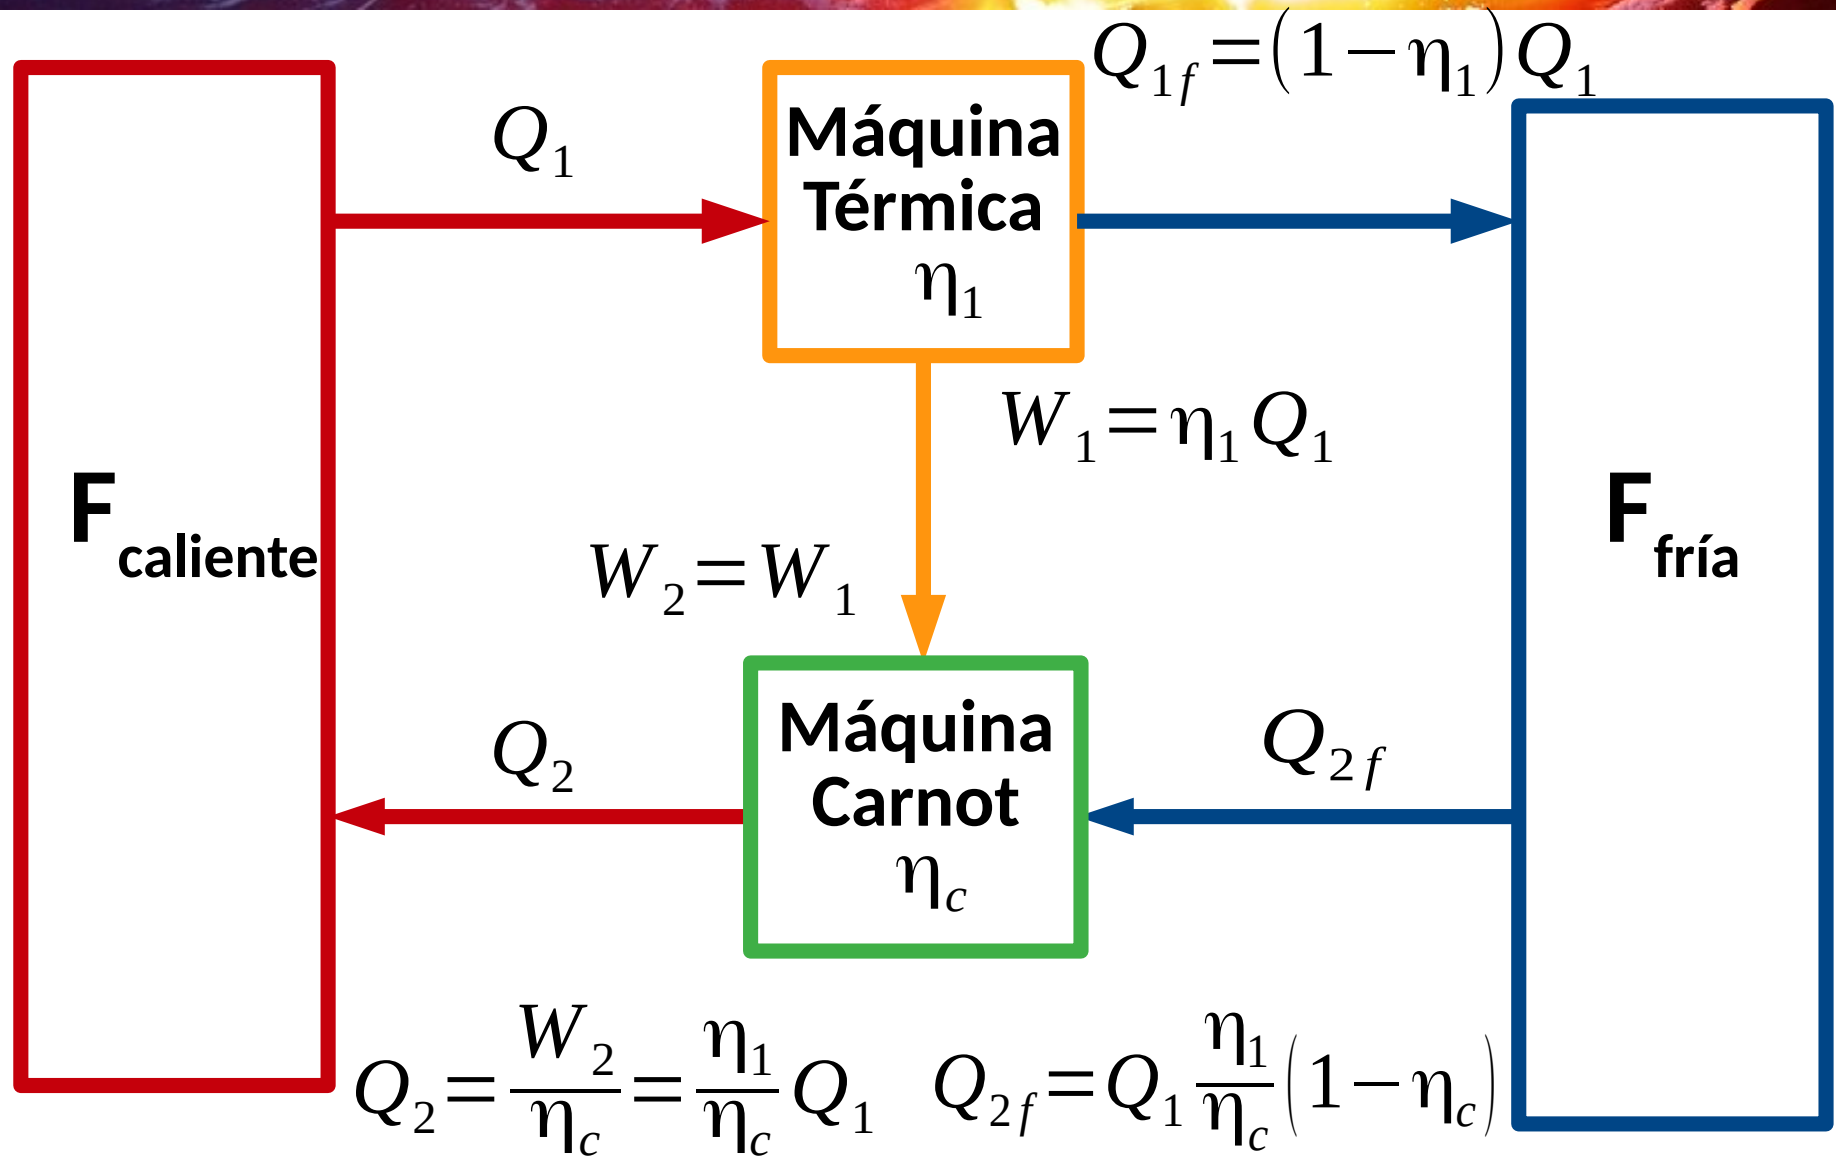 Q₁f = (1 − η₁) Q₁
Q₁
Máquina
Térmica
η₁
W₁ = η₁ Q₁
F caliente
F fría
W₂ = W₁
Q₂
Máquina
Carnot
ηc
Q₂f
Q₂ = W₂/ηc = η₁/ηc Q₁
Q₂f = Q₁ η₁/ηc (1 − ηc)